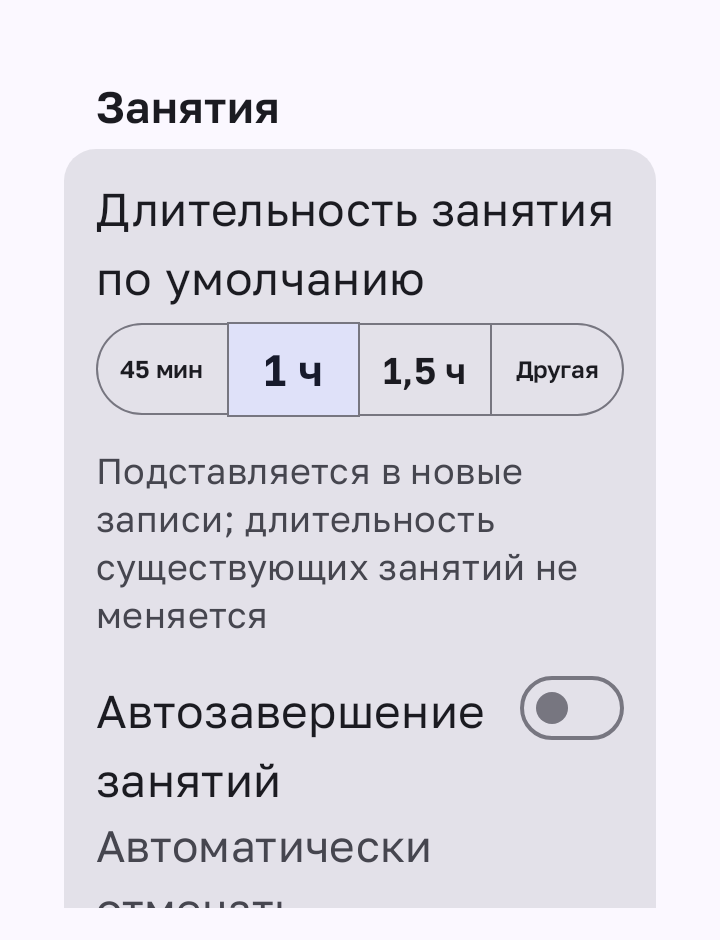 Занятия
Длительность занятия
по умолчанию
45 мин
1 ч
1,5 ч
Другая
Подставляется в новые
записи; длительность
существующих занятий не
меняется
Автозавершение
занятий
Автоматически
отмечать